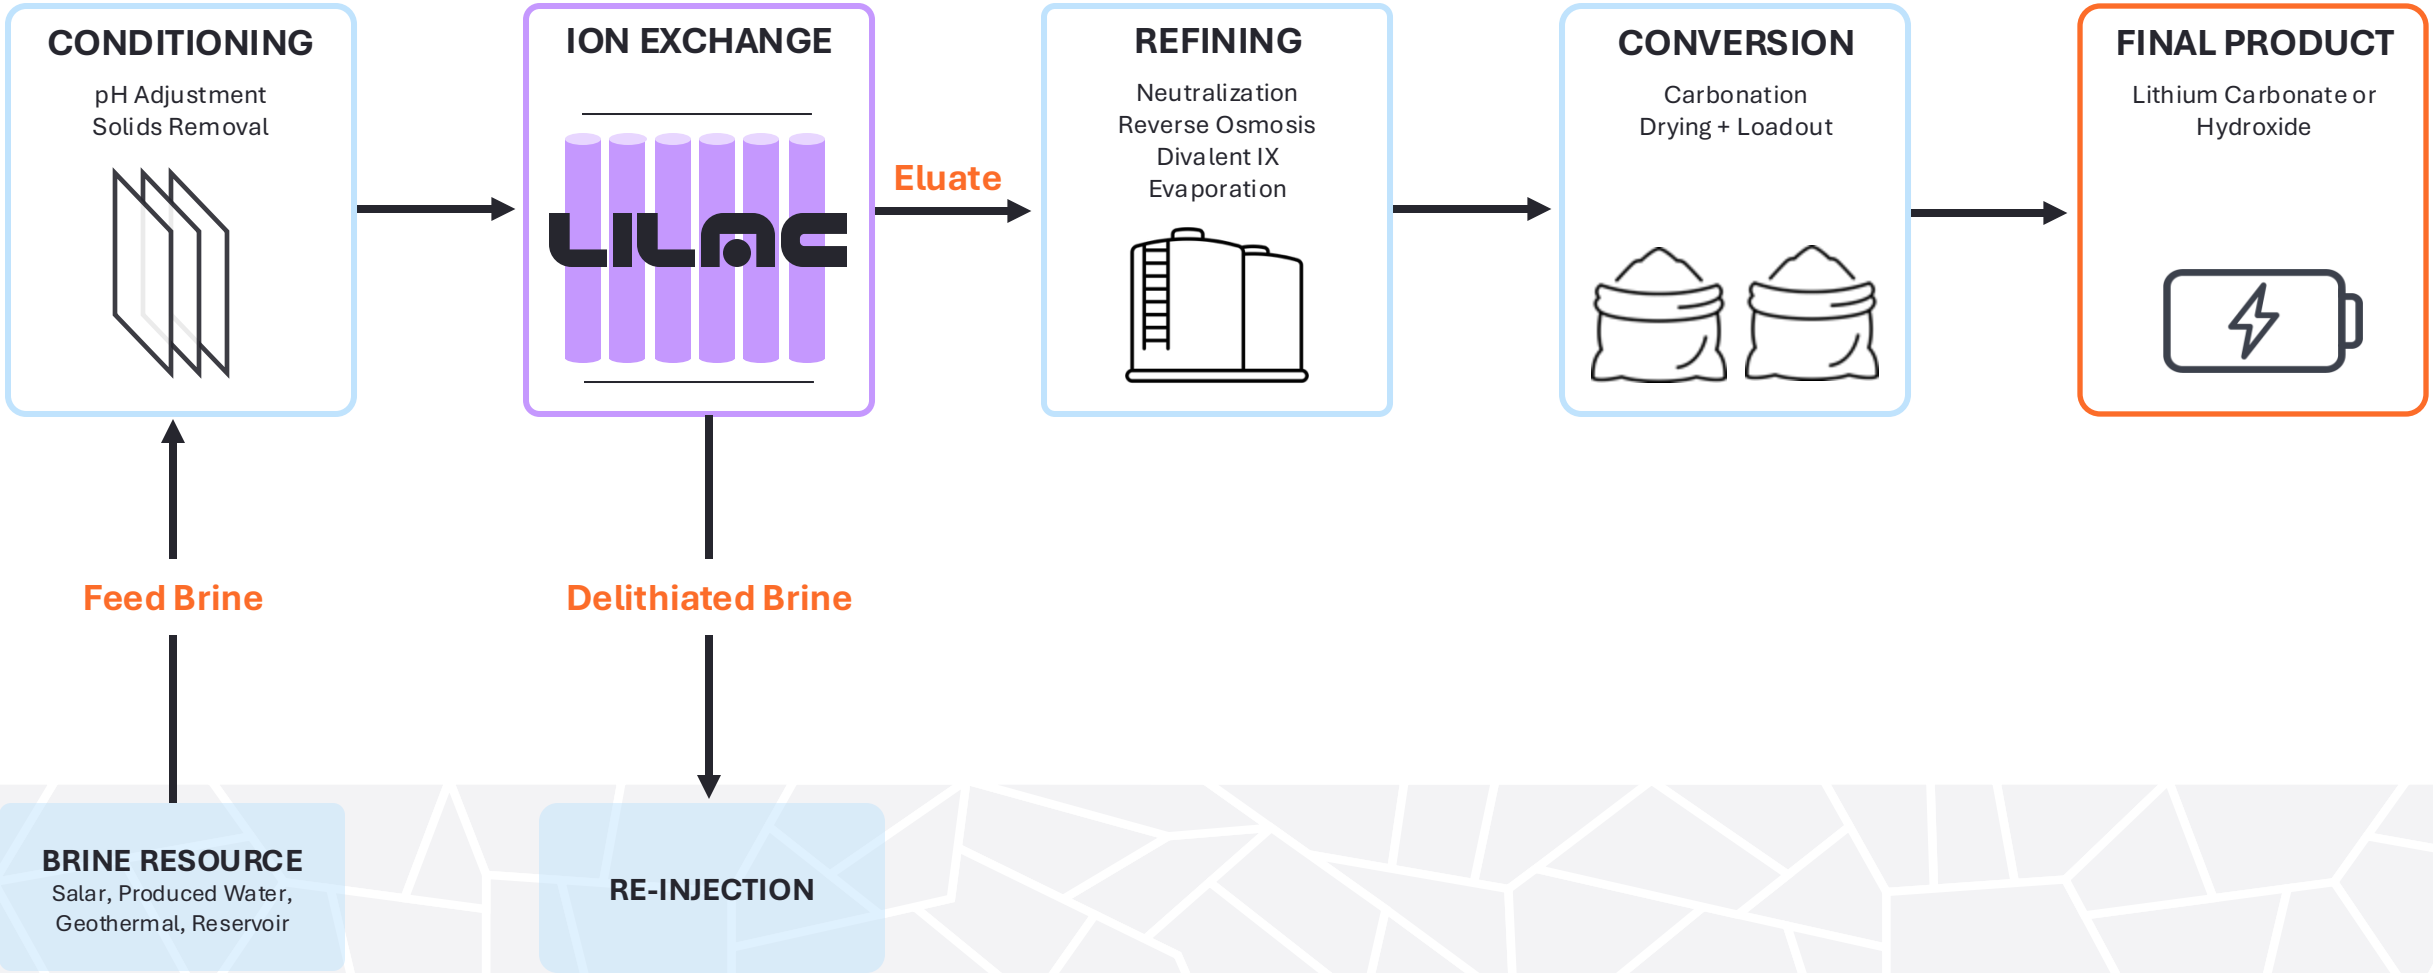 CONDITIONING
pH Adjustment
Solids Removal
ION EXCHANGE
LILAC
Eluate
REFINING
Neutralization
Reverse Osmosis
Divalent IX
Evaporation
CONVERSION
Carbonation
Drying + Loadout
FINAL PRODUCT
Lithium Carbonate or
Hydroxide
Feed Brine
Delithiated Brine
BRINE RESOURCE
Salar, Produced Water,
Geothermal, Reservoir
RE-INJECTION